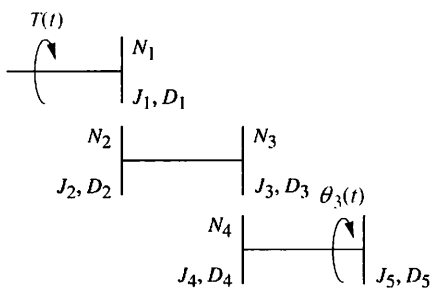 T(t)
N₁
J₁, D₁
N₂ N₃
J₂, D₂ J₃, D₃ θ₃(t)
N₄
J₄, D₄ J₅, D₅